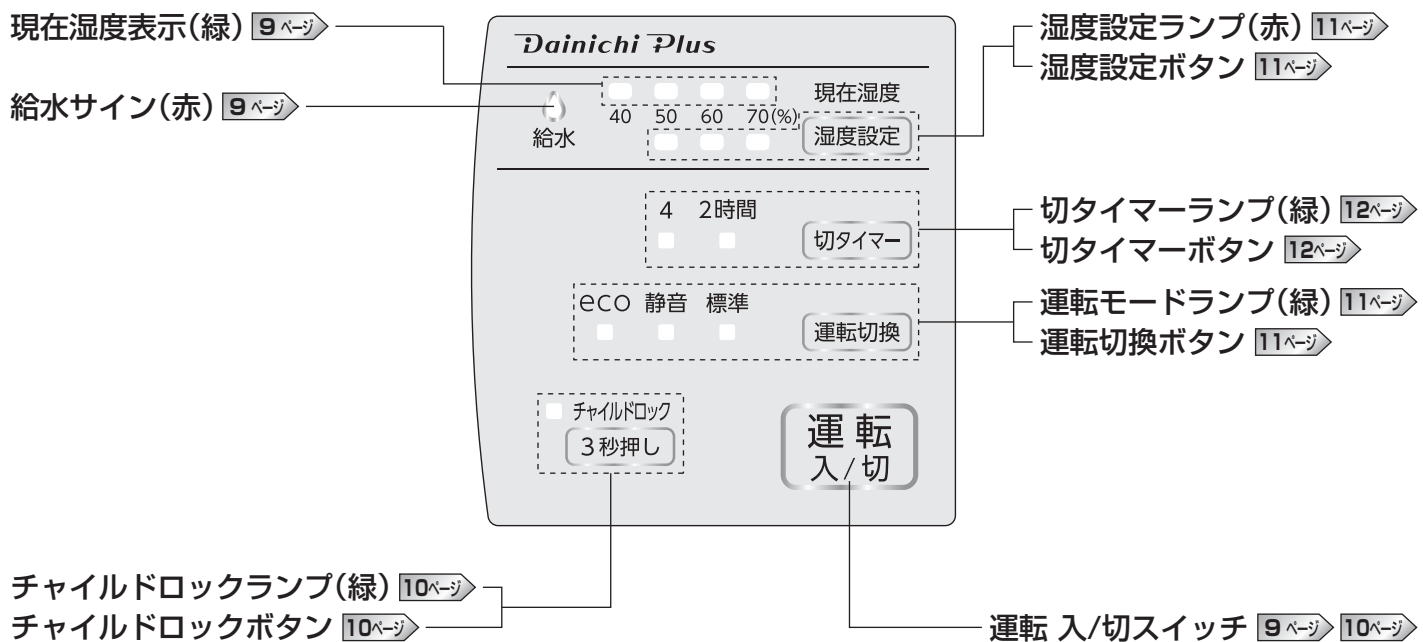 現在湿度表示(緑) 9ページ
給水サイン(赤) 9ページ
Dainichi Plus
現在湿度
40 50 60 70(%)
給水
湿度設定
湿度設定ランプ(赤) 11ページ
湿度設定ボタン 11ページ
4 2時間
切タイマー
切タイマーランプ(緑) 12ページ
切タイマーボタン 12ページ
eco 静音 標準
運転切換
運転モードランプ(緑) 11ページ
運転切換ボタン 11ページ
チャイルドロック
3秒押し
運転
入/切
チャイルドロックランプ(緑) 10ページ
チャイルドロックボタン 10ページ
運転 入/切スイッチ 9ページ 10ページ